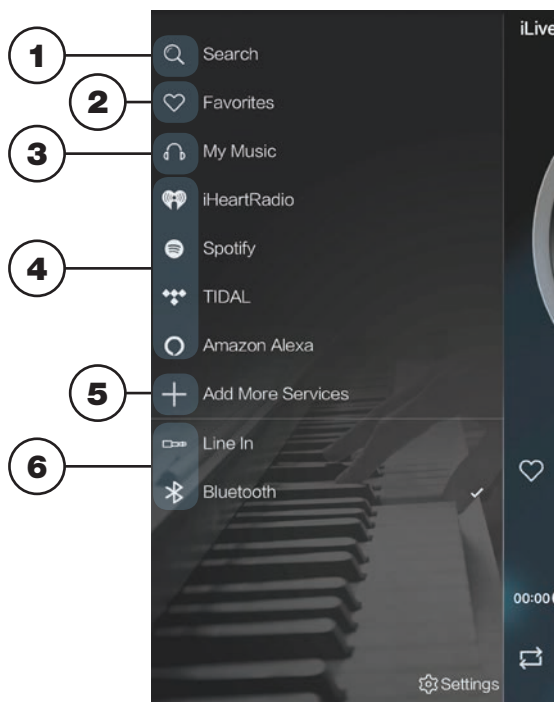 1
Search
2
Favorites
3
My Music
iHeartRadio
4
Spotify
TIDAL
Amazon Alexa
5
Add More Services
6
Line In
Bluetooth
Settings
iLive
00:00